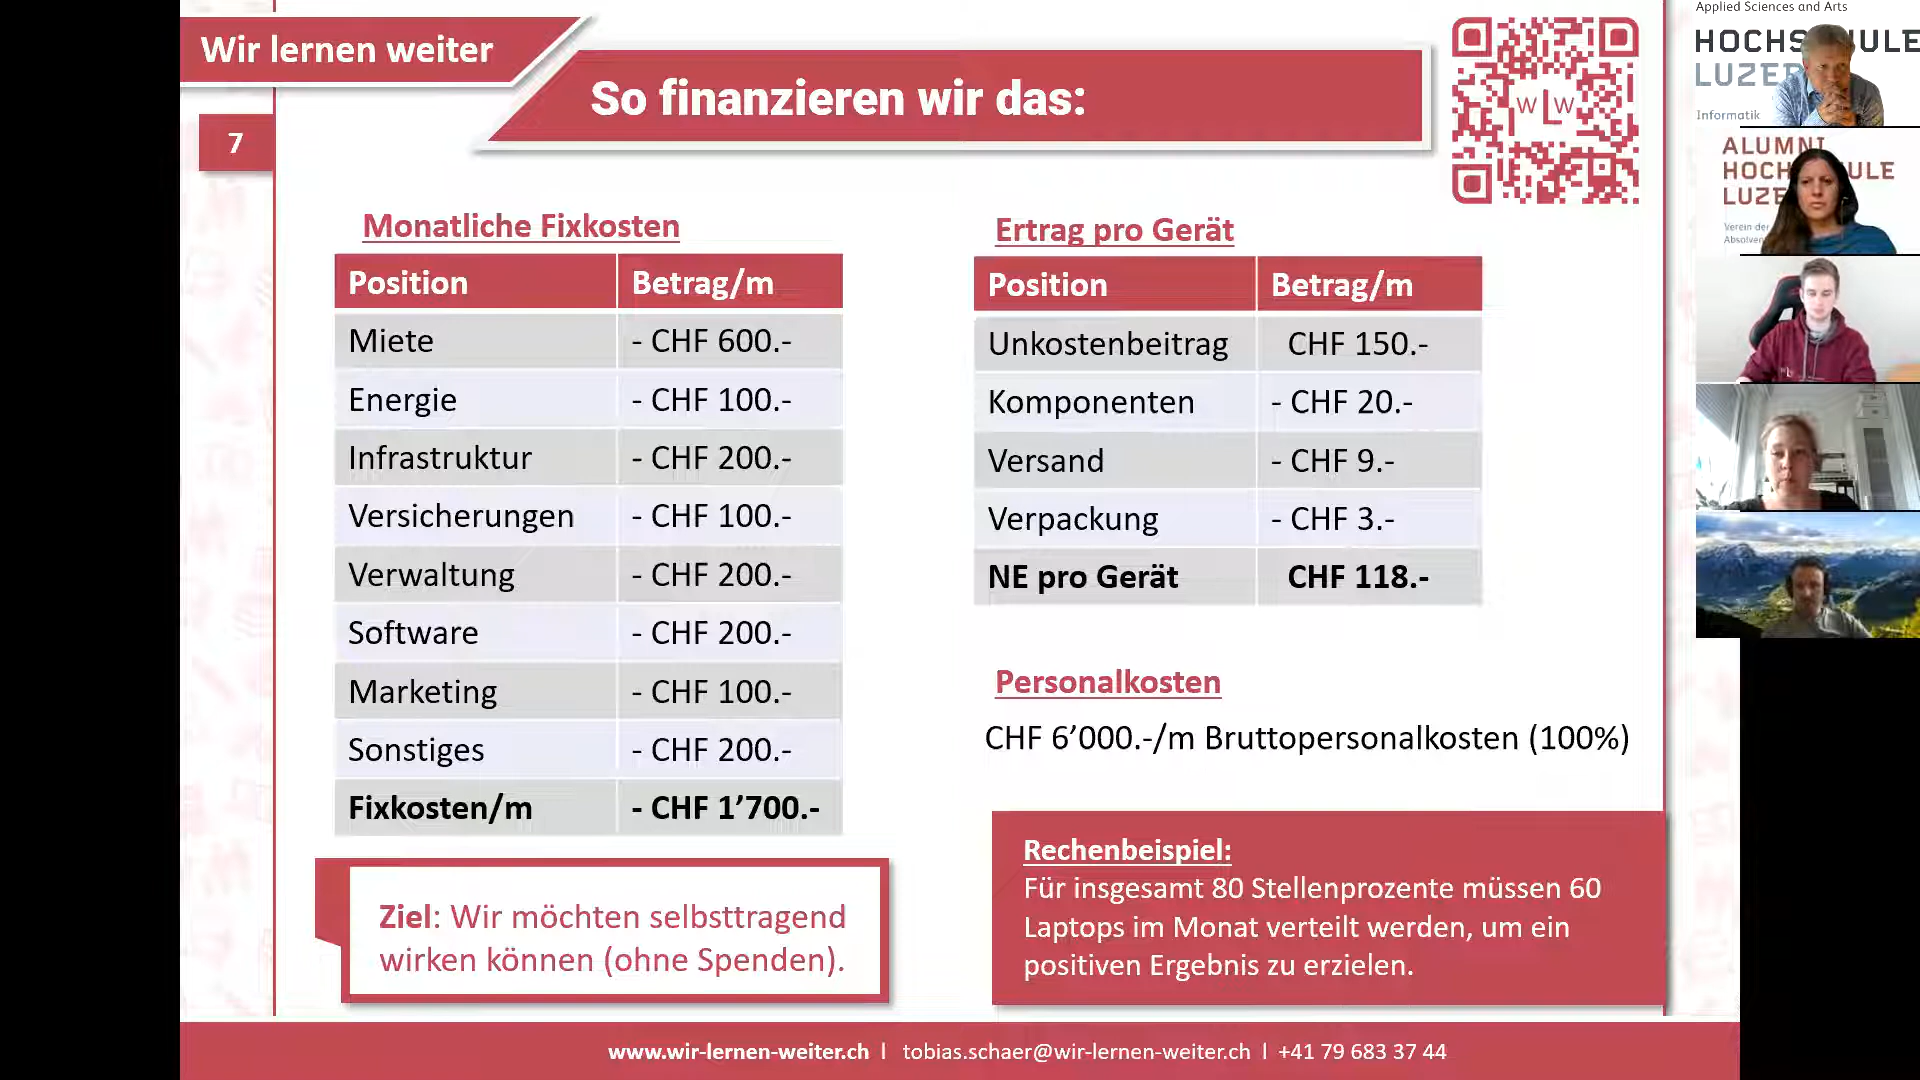 Wir lernen weiter
So finanzieren wir das:
7
W L W
Monatliche Fixkosten
Position Betrag/m
Miete - CHF 600.-
Energie - CHF 100.-
Infrastruktur - CHF 200.-
Versicherungen - CHF 100.-
Verwaltung - CHF 200.-
Software - CHF 200.-
Marketing - CHF 100.-
Sonstiges - CHF 200.-
Fixkosten/m - CHF 1’700.-
Ziel: Wir möchten selbsttragend
wirken können (ohne Spenden).
Ertrag pro Gerät
Position Betrag/m
Unkostenbeitrag CHF 150.-
Komponenten - CHF 20.-
Versand - CHF 9.-
Verpackung - CHF 3.-
NE pro Gerät CHF 118.-
Personalkosten
CHF 6’000.-/m Bruttopersonalkosten (100%)
Rechenbeispiel:
Für insgesamt 80 Stellenprozente müssen 60
Laptops im Monat verteilt werden, um ein
positiven Ergebnis zu erzielen.
www.wir-lernen-weiter.ch I tobias.schaer@wir-lernen-weiter.ch I +41 79 683 37 44
Applied Sciences and Arts
Informatik
ALUMNI
Verein der